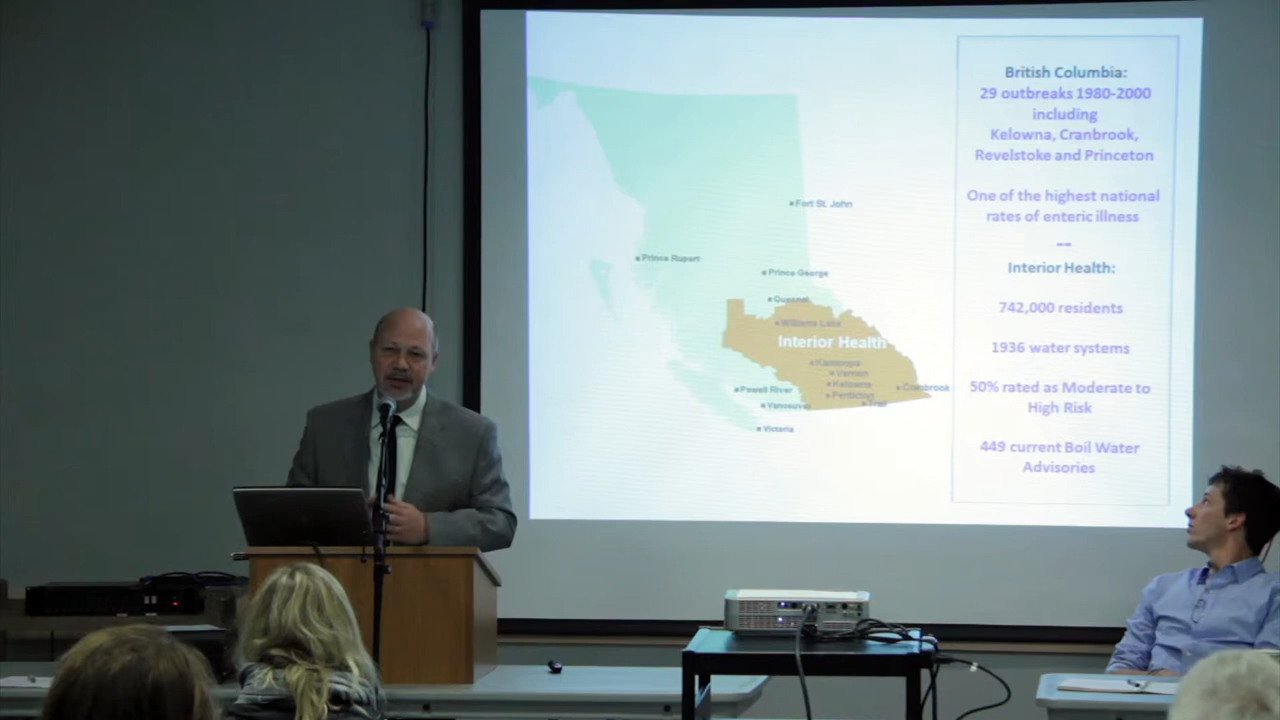 British Columbia:
29 outbreaks 1980-2000
including
Kelowna, Cranbrook,
Revelstoke and Princeton
One of the highest national
rates of enteric illness
--
Interior Health:
742,000 residents
1936 water systems
50% rated as Moderate to
High Risk
449 current Boil Water
Advisories
Fort St. John
Prince Rupert
Prince George
Quesnel
Williams Lake
Interior Health
Kamloops
Vernon
Kelowna
Powell River
Penticton
Cranbrook
Trail
Vancouver
Victoria